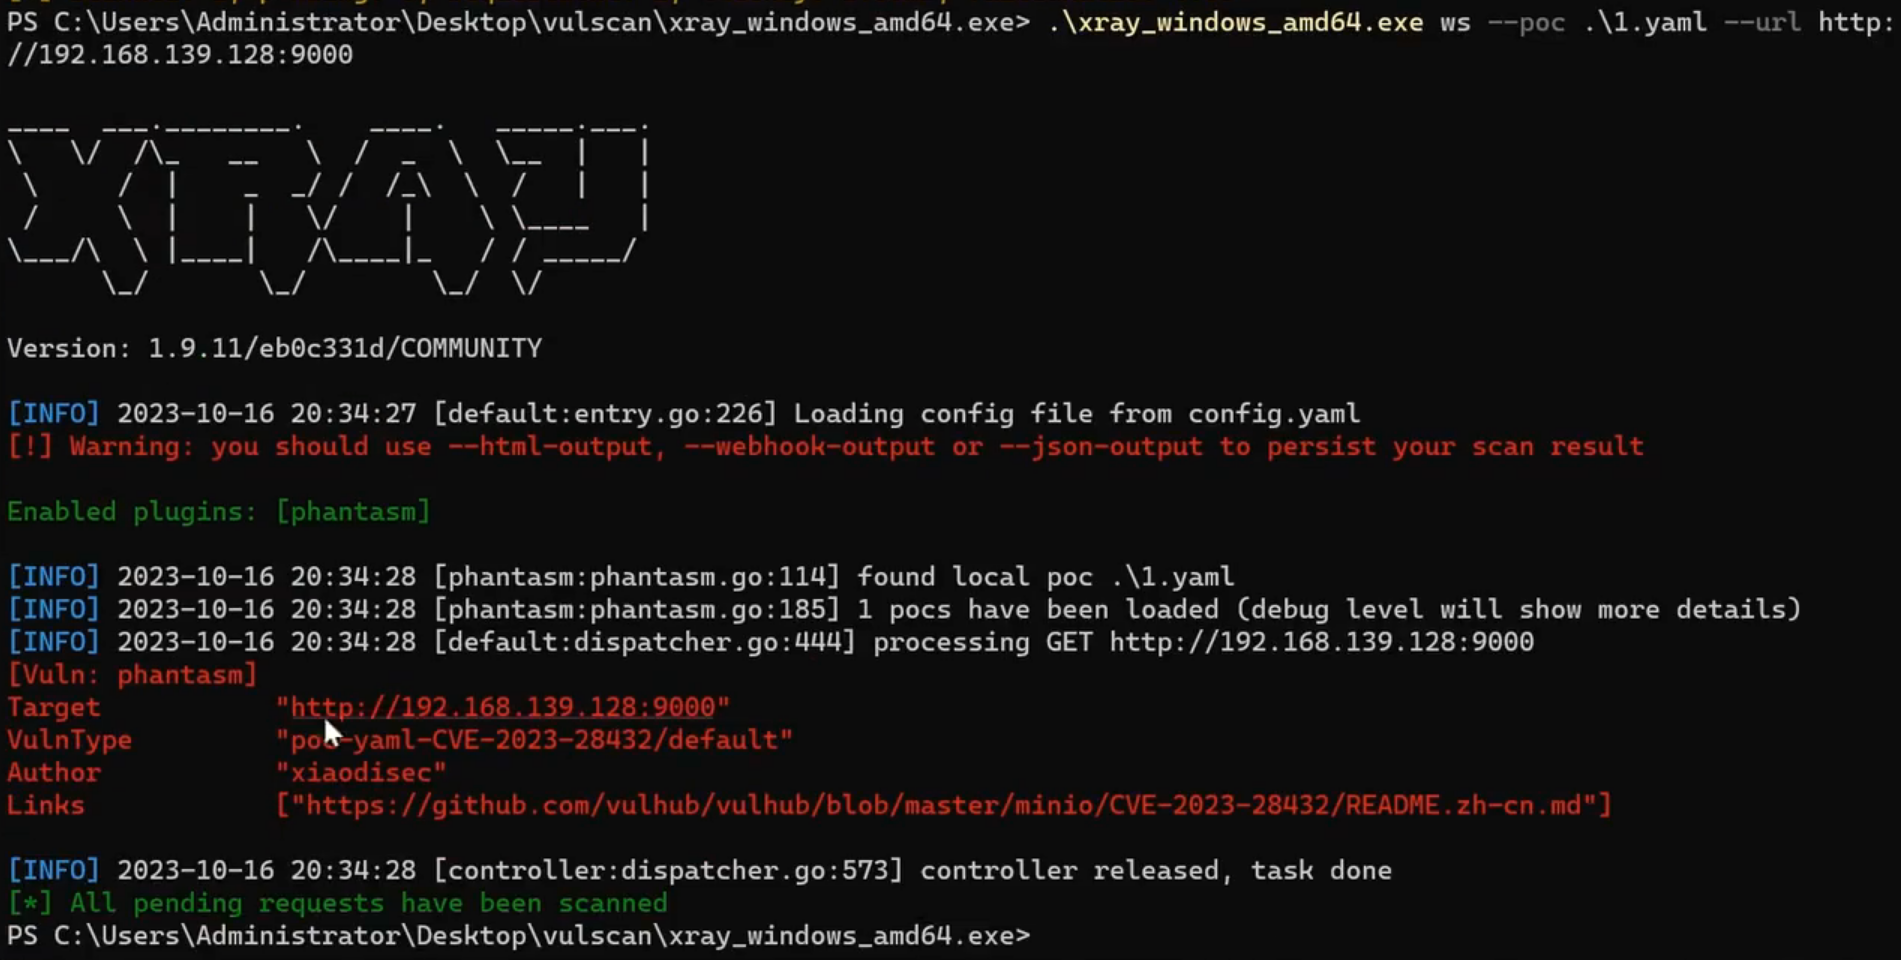 PS C:\Users\Administrator\Desktop\vulscan\xray_windows_amd64.exe> .\xray_windows_amd64.exe ws --poc .\1.yaml --url http:
//192.168.139.128:9000
XRAY
Version: 1.9.11/eb0c331d/COMMUNITY
[INFO] 2023-10-16 20:34:27 [default:entry.go:226] Loading config file from config.yaml
[!] Warning: you should use --html-output, --webhook-output or --json-output to persist your scan result
Enabled plugins: [phantasm]
[INFO] 2023-10-16 20:34:28 [phantasm:phantasm.go:114] found local poc .\1.yaml
[INFO] 2023-10-16 20:34:28 [phantasm:phantasm.go:185] 1 pocs have been loaded (debug level will show more details)
[INFO] 2023-10-16 20:34:28 [default:dispatcher.go:444] processing GET http://192.168.139.128:9000
[Vuln: phantasm]
Target "http://192.168.139.128:9000"
VulnType "poc-yaml-CVE-2023-28432/default"
Author "xiaodisec"
Links ["https://github.com/vulhub/vulhub/blob/master/minio/CVE-2023-28432/README.zh-cn.md"]
[INFO] 2023-10-16 20:34:28 [controller:dispatcher.go:573] controller released, task done
[*] All pending requests have been scanned
PS C:\Users\Administrator\Desktop\vulscan\xray_windows_amd64.exe>